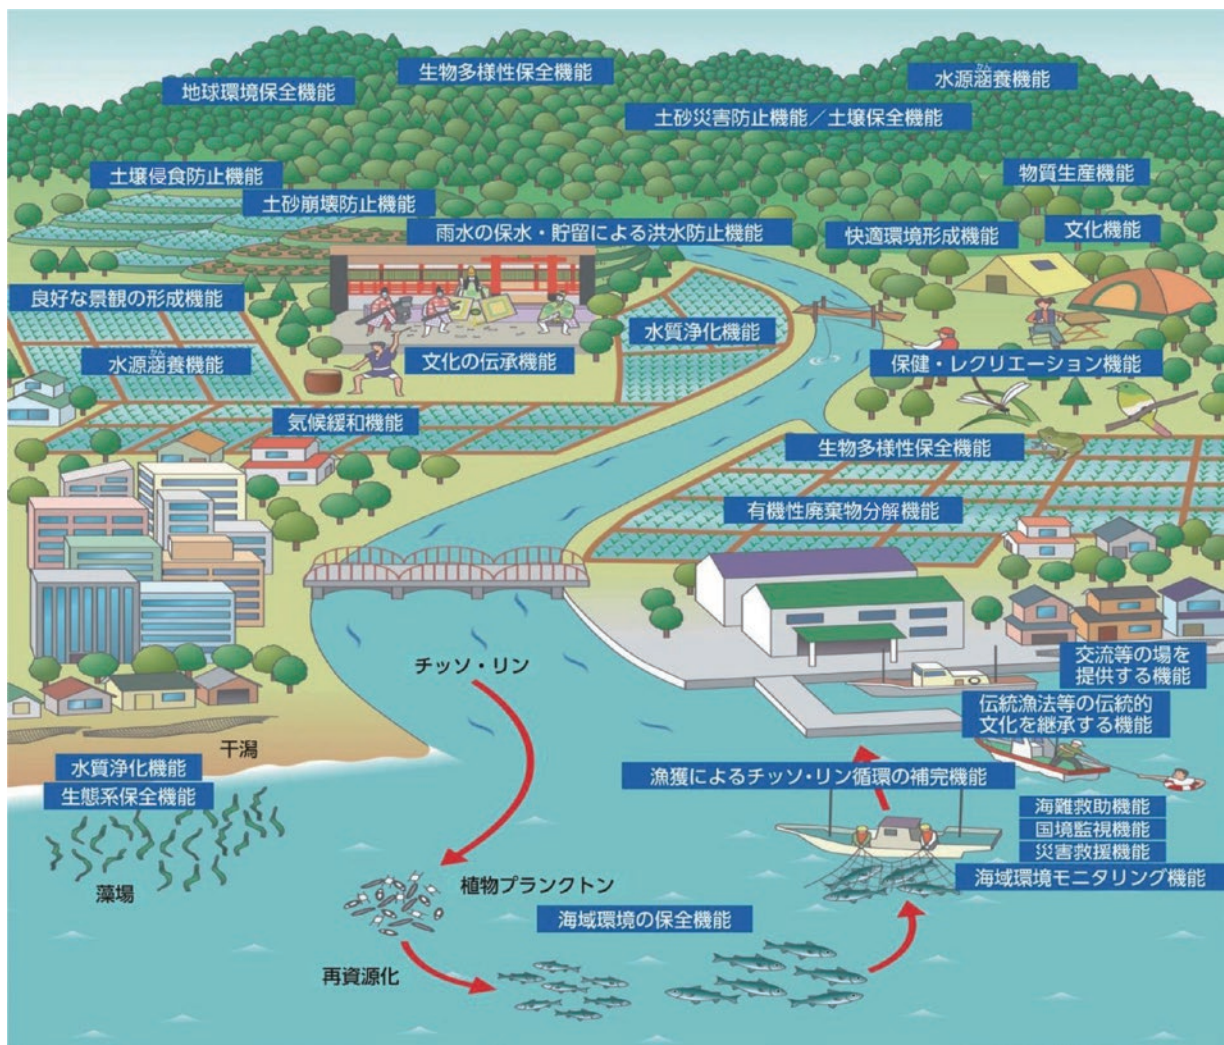 生物多様性保全機能
水源涵養機能
かん
地球環境保全機能
土砂災害防止機能／土壌保全機能
土壌侵食防止機能
物質生産機能
土砂崩壊防止機能
雨水の保水・貯留による洪水防止機能
快適環境形成機能
文化機能
良好な景観の形成機能
水質浄化機能
水源涵養機能
かん
文化の伝承機能
保健・レクリエーション機能
気候緩和機能
生物多様性保全機能
有機性廃棄物分解機能
チッソ・リン
交流等の場を
提供する機能
伝統漁法等の伝統的
文化を継承する機能
干潟
水質浄化機能
生態系保全機能
漁獲によるチッソ・リン循環の補完機能
海難救助機能
国境監視機能
災害救援機能
海域環境モニタリング機能
藻場
植物プランクトン
海域環境の保全機能
再資源化